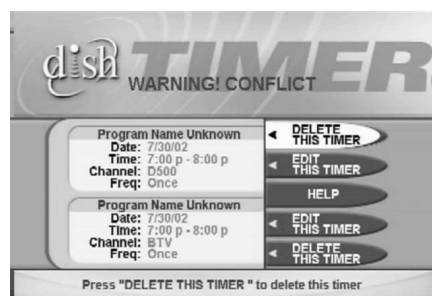 dish TIMER
WARNING! CONFLICT
Program Name Unknown
Date: 7/30/02
Time: 7:00 p - 8:00 p
Channel: D500
Freq: Once
DELETE THIS TIMER
EDIT THIS TIMER
HELP
Program Name Unknown
Date: 7/30/02
Time: 7:00 p - 8:00 p
Channel: BTV
Freq: Once
EDIT THIS TIMER
DELETE THIS TIMER
Press "DELETE THIS TIMER " to delete this timer